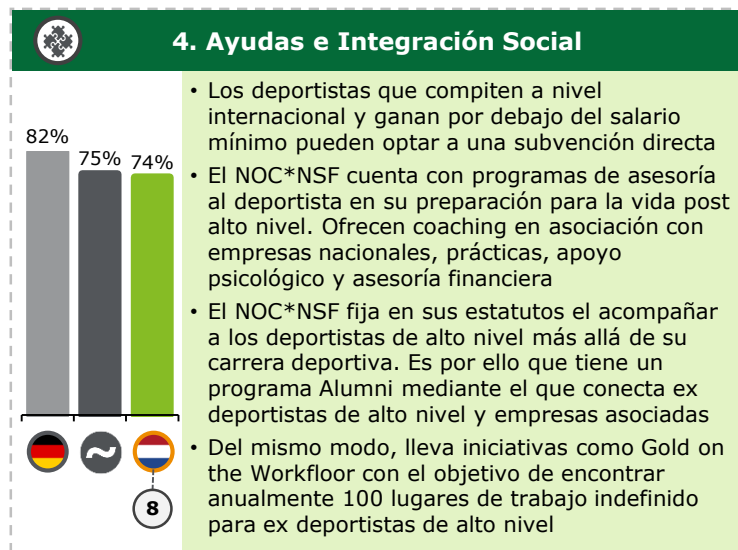 4. Ayudas e Integración Social
82%
75%
74%
8
• Los deportistas que compiten a nivel
internacional y ganan por debajo del salario
mínimo pueden optar a una subvención directa
• El NOC*NSF cuenta con programas de asesoría
al deportista en su preparación para la vida post
alto nivel. Ofrecen coaching en asociación con
empresas nacionales, prácticas, apoyo
psicológico y asesoría financiera
• El NOC*NSF fija en sus estatutos el acompañar
a los deportistas de alto nivel más allá de su
carrera deportiva. Es por ello que tiene un
programa Alumni mediante el que conecta ex
deportistas de alto nivel y empresas asociadas
• Del mismo modo, lleva iniciativas como Gold on
the Workfloor con el objetivo de encontrar
anualmente 100 lugares de trabajo indefinido
para ex deportistas de alto nivel